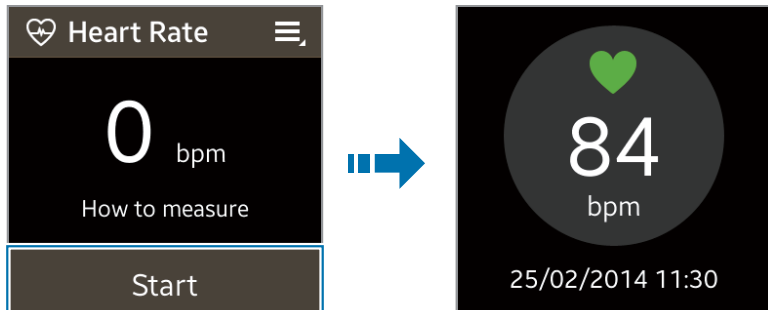 Heart Rate
0 bpm
How to measure
Start
84
bpm
25/02/2014 11:30